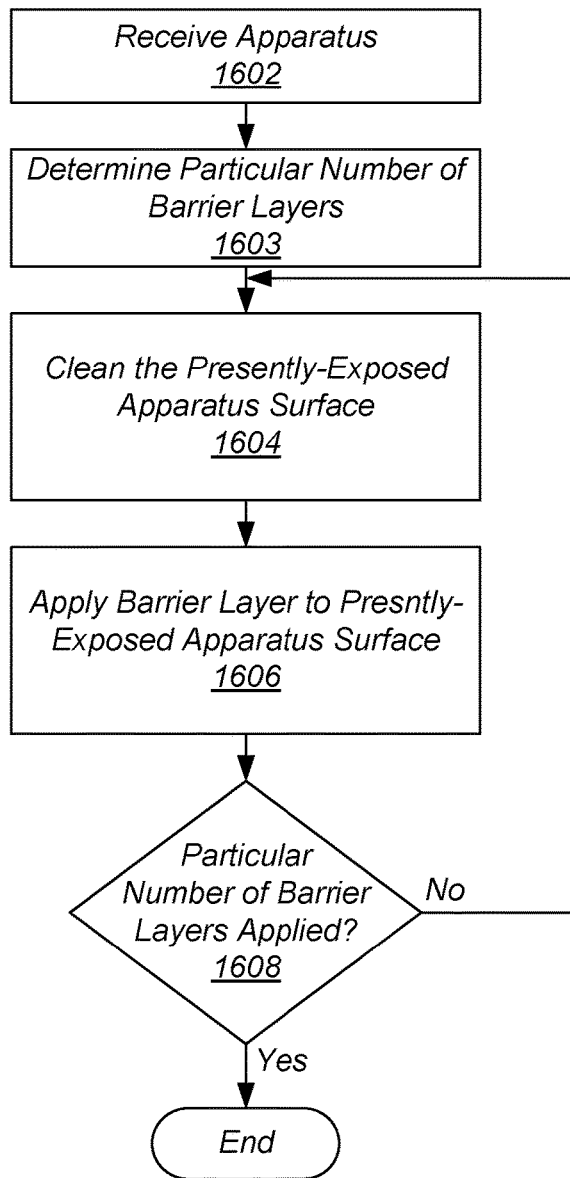 Receive Apparatus
1602
Determine Particular Number of
Barrier Layers
1603
Clean the Presently-Exposed
Apparatus Surface
1604
Apply Barrier Layer to Presntly-
Exposed Apparatus Surface
1606
Particular
Number of Barrier
Layers Applied?
1608
No
Yes
End